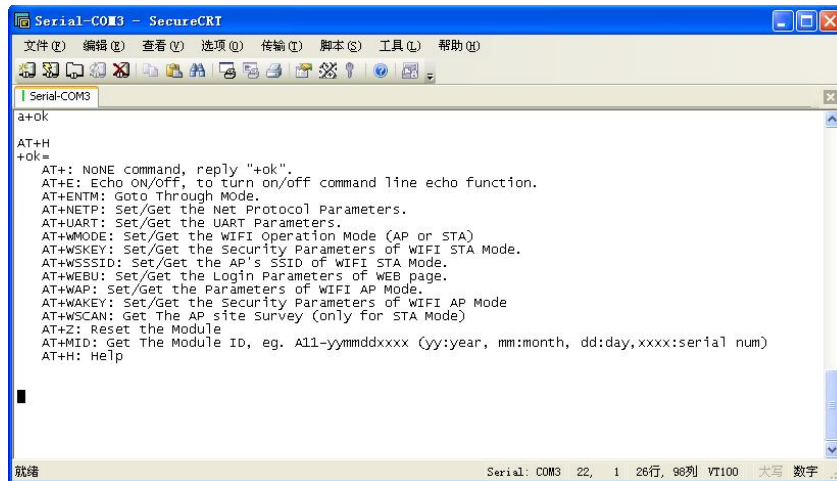 Serial-COM3 - SecureCRT
文件(F) 编辑(E) 查看(V) 选项(O) 传输(T) 脚本(S) 工具(L) 帮助(H)
Serial-COM3
a+ok
AT+H
+ok=
AT+: NONE command, reply "+ok".
AT+E: Echo ON/Off, to turn on/off command line echo function.
AT+ENTM: Goto Through MOde.
AT+NETP: Set/Get the Net Protocol Parameters.
AT+UART: Set/Get the UART Parameters.
AT+WMODE: Set/Get the WIFI Operation Mode (AP or STA)
AT+WSKEY: Set/Get the Security Parameters of WIFI STA Mode.
AT+WSSSID: Set/Get the AP's SSID of WIFI STA Mode.
AT+WEBU: Set/Get the Login Parameters of WEB page.
AT+WAP: Set/Get the Parameters of WIFI AP Mode.
AT+WAKEY: Set/Get the Security Parameters of WIFI AP Mode
AT+WSCAN: Get The AP site Survey (only for STA Mode)
AT+Z: Reset the Module
AT+MID: Get The Module ID, eg. A11-yymmddxxxx (yy:year, mm:month, dd:day,xxxx:serial num)
AT+H: Help
就绪 Serial: COM3 22, 1 26行, 98列 VT100 大写 数字